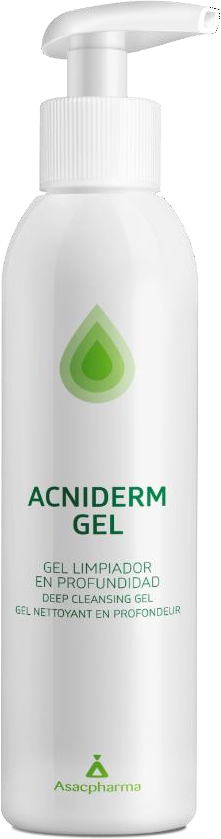 ACNIDERM
GEL
GEL LIMPIADOR
EN PROFUNDIDAD
DEEP CLEANSING GEL
GEL NETTOYANT EN PROFONDEUR
Asacpharma